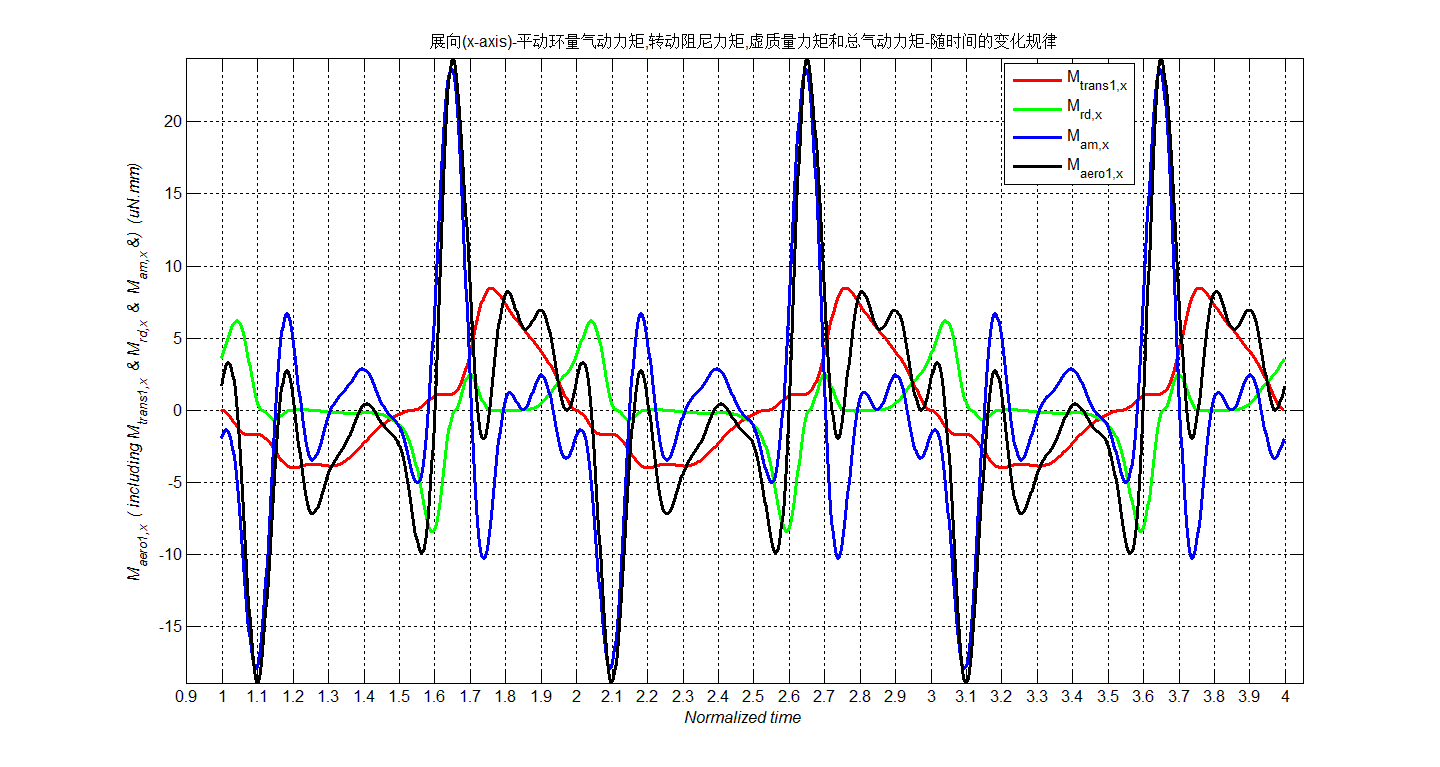 展向(x-axis)-平动环量气动力矩,转动阻尼力矩,虚质量力矩和总气动力矩-随时间的变化规律
M_trans1,x
M_rd,x
M_am,x
M_aero1,x
M_aero1,x ( including M_trans1,x & M_rd,x & M_am,x &) (uN.mm)
20
15
10
5
0
-5
-10
-15
0.9 1 1.1 1.2 1.3 1.4 1.5 1.6 1.7 1.8 1.9 2 2.1 2.2 2.3 2.4 2.5 2.6 2.7 2.8 2.9 3 3.1 3.2 3.3 3.4 3.5 3.6 3.7 3.8 3.9 4
Normalized time